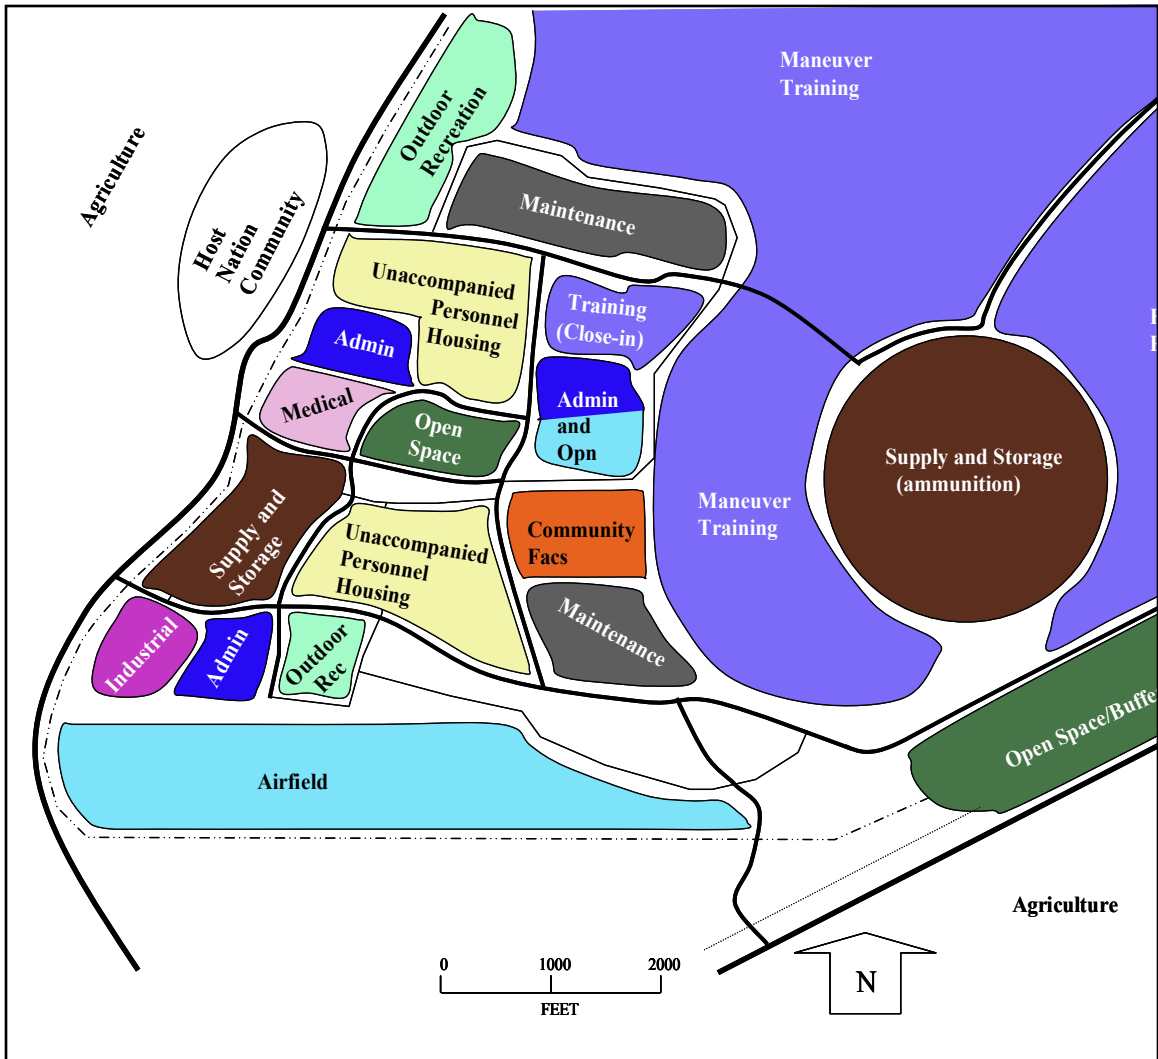 Maneuver
Training
Outdoor
Recreation
Agriculture
Maintenance
Host
Nation
Community
Unaccompanied
Personnel
Housing
Training
(Close-in)
Admin
Medical
Admin
and
Opn
Open
Space
Supply and Storage
(ammunition)
Maneuver
Training
Supply and
Storage
Unaccompanied
Personnel
Housing
Community
Facs
Maintenance
Industrial
Admin
Outdoor
Rec
Open Space/Buffe
Airfield
Agriculture
0 1000 2000
FEET
N